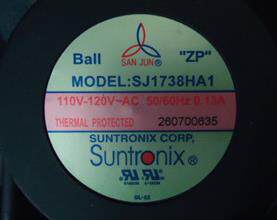 Ball "ZP"
SAN JUN®
MODEL:SJ1738HA1
110V-120V~AC 50/60Hz 0.13A
THERMAL PROTECTED 260700635
SUNTRONIX CORP,
Suntronix®